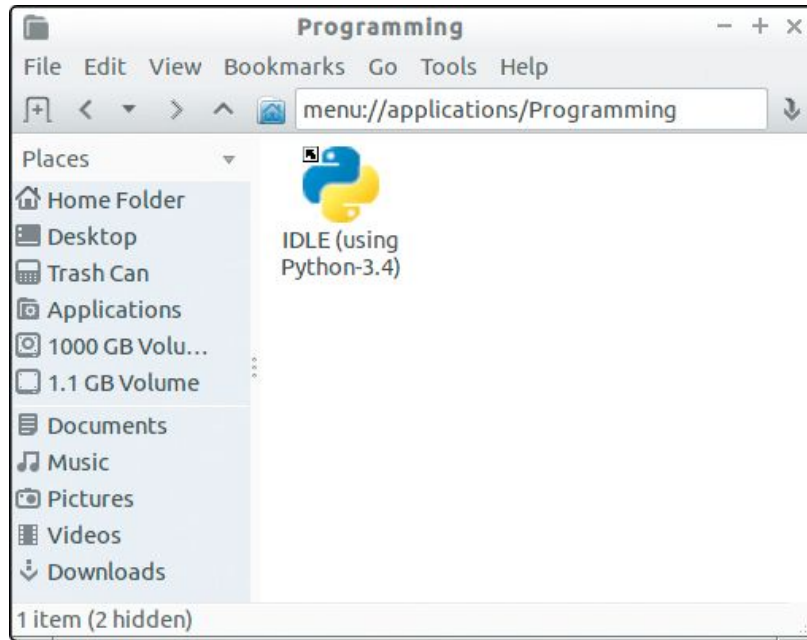 Programming
File Edit View Bookmarks Go Tools Help
menu://applications/Programming
Places
Home Folder
Desktop
Trash Can
Applications
1000 GB Volu...
1.1 GB Volume
Documents
Music
Pictures
Videos
Downloads
IDLE (using
Python-3.4)
1 item (2 hidden)